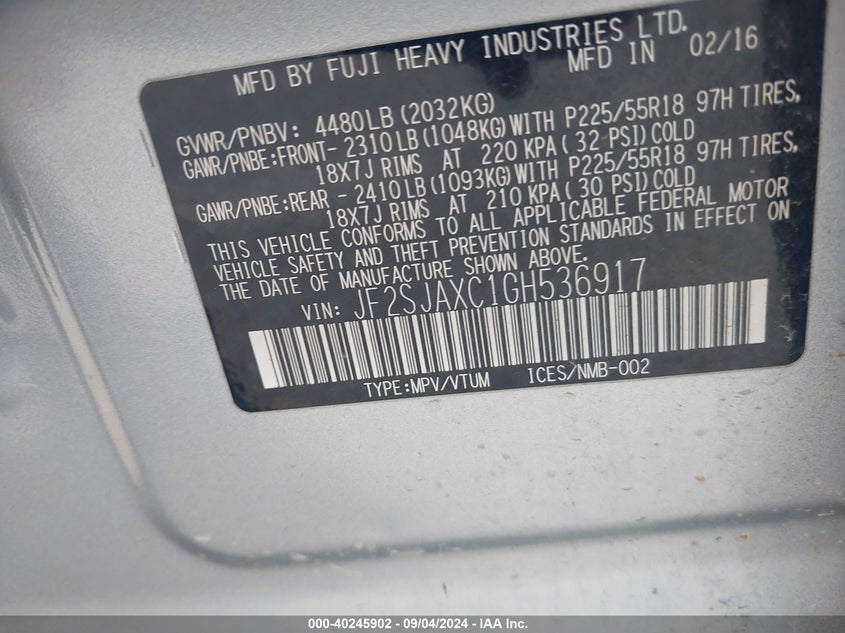 MFD BY FUJI HEAVY INDUSTRIES LTD.
MFD IN 02/16
GVWR/PNBV: 4480LB(2032KG)
GAWR/PNBE:FRONT- 2310LB(1048KG)WITH P225/55R18 97H TIRES,
18X7J RIMS AT 220 KPA(32 PSI)COLD
GAWR/PNBE:REAR - 2410LB(1093KG)WITH P225/55R18 97H TIRES,
18X7J RIMS AT 210 KPA(30 PSI)COLD
THIS VEHICLE CONFORMS TO ALL APPLICABLE FEDERAL MOTOR
VEHICLE SAFETY AND THEFT PREVENTION STANDARDS IN EFFECT ON
THE DATE OF MANUFACTURE SHOWN ABOVE.
VIN: JF2SJAXC1GH536917
TYPE:MPV/VTUM ICES/NMB-002
000-40245902 - 09/04/2024 - IAA Inc.